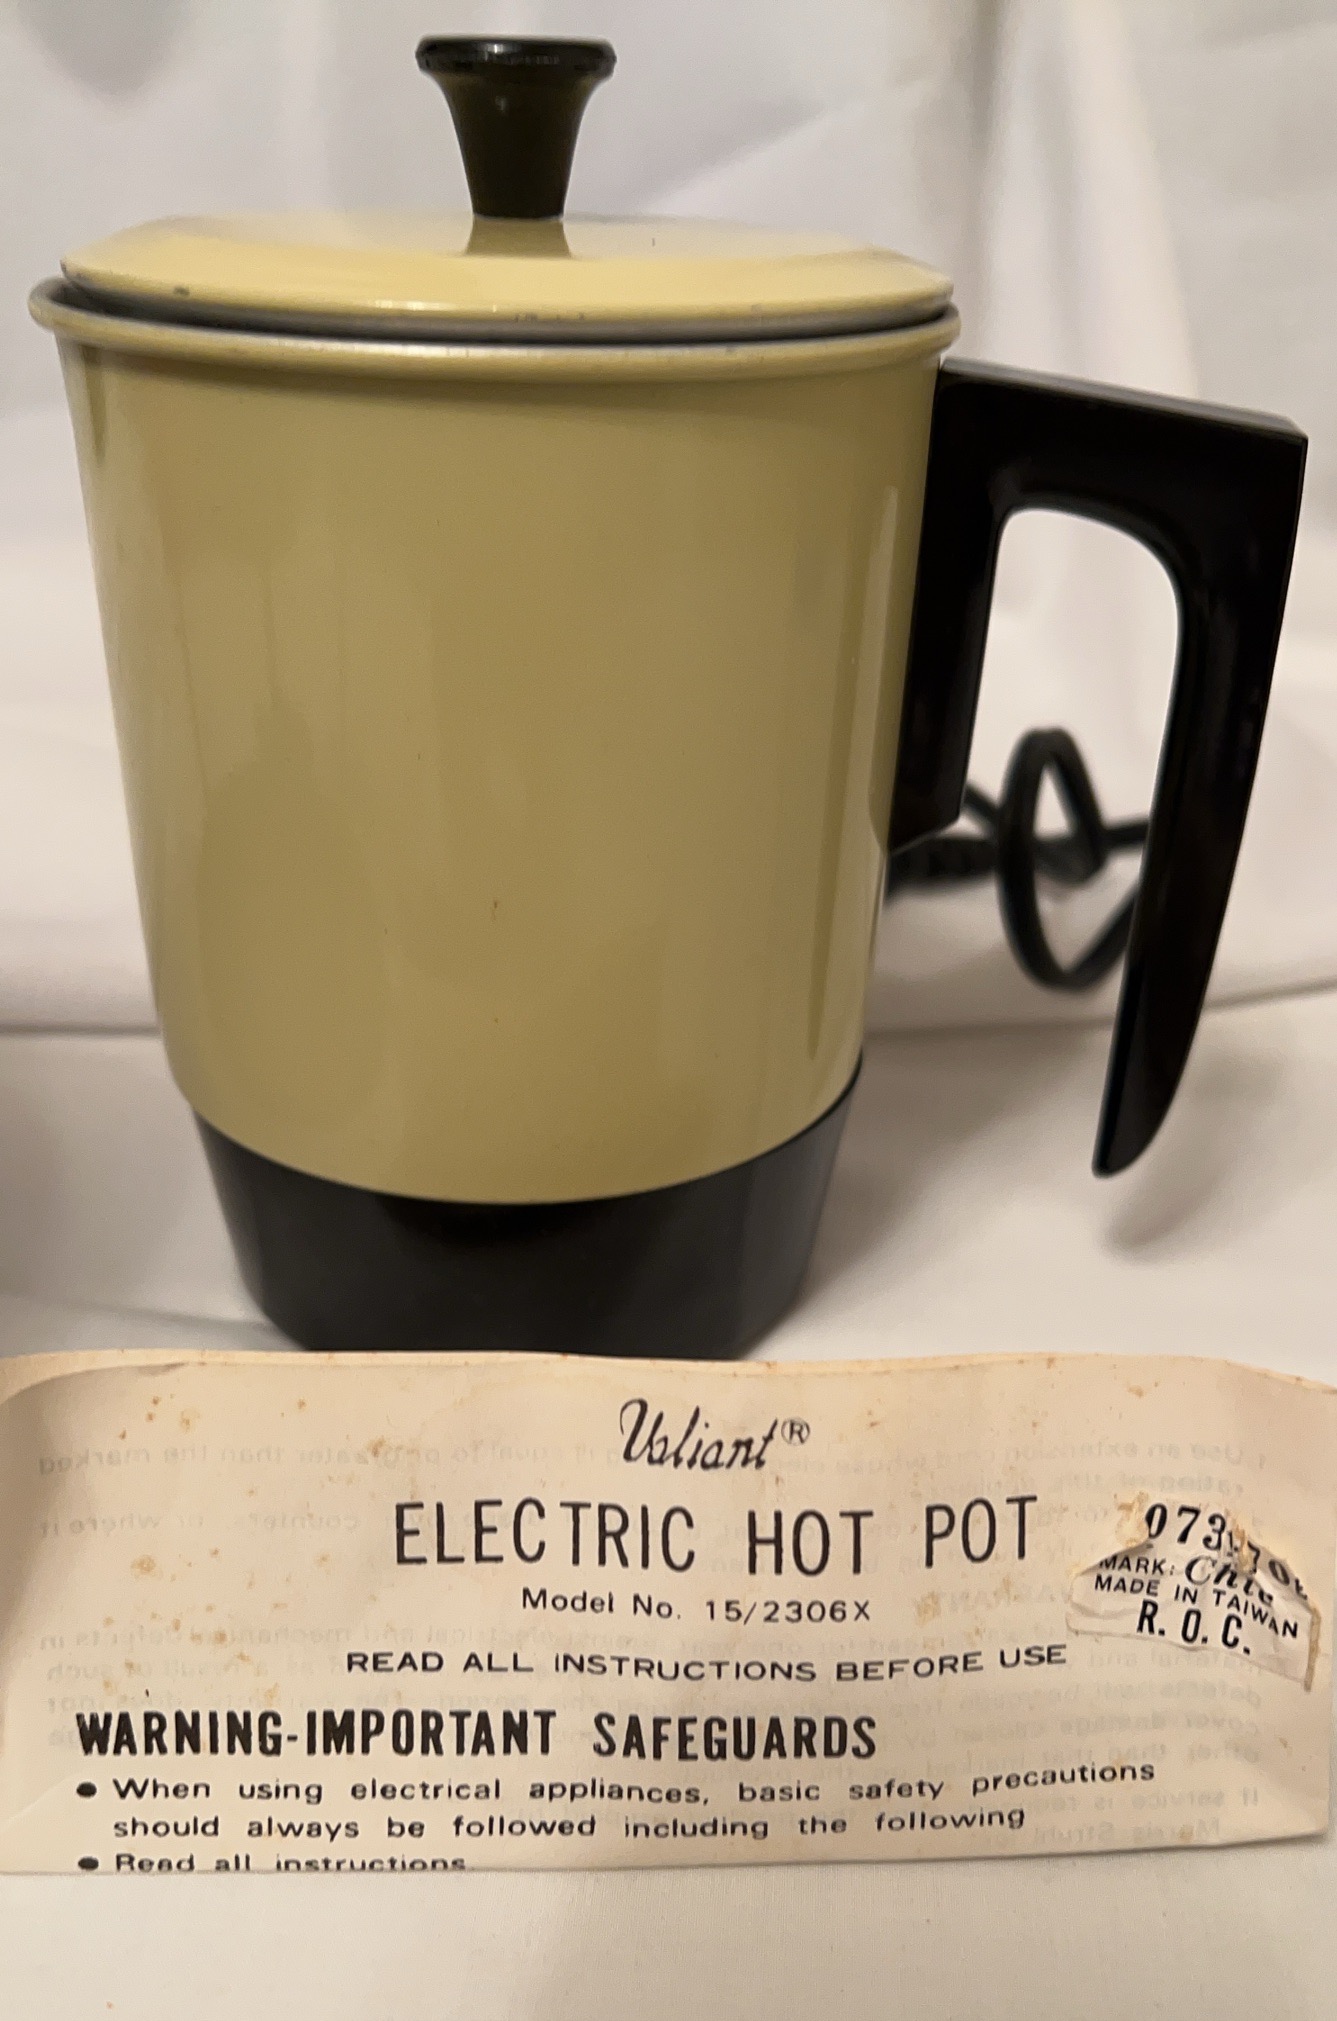 Valiant®
ELECTRIC HOT POT
Model No. 15/2306X
READ ALL INSTRUCTIONS BEFORE USE
073
MARK:
MADE IN TAIWAN
R. O. C.
WARNING-IMPORTANT SAFEGUARDS
● When using electrical appliances, basic safety precautions
should always be followed including the following
● Read all instructions